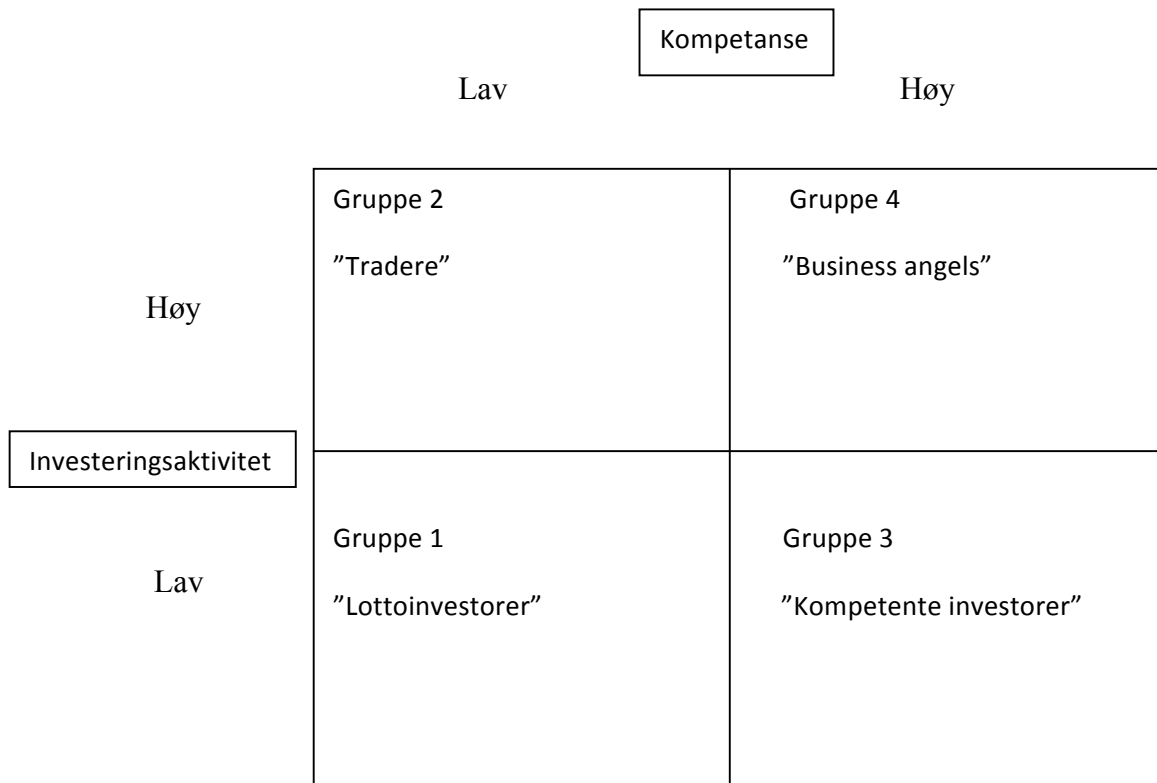 Kompetanse
Lav Høy
Gruppe 2 Gruppe 4
”Tradere” ”Business angels”
Høy
Investeringsaktivitet
Gruppe 1 Gruppe 3
Lav
”Lottoinvestorer” ”Kompetente investorer”